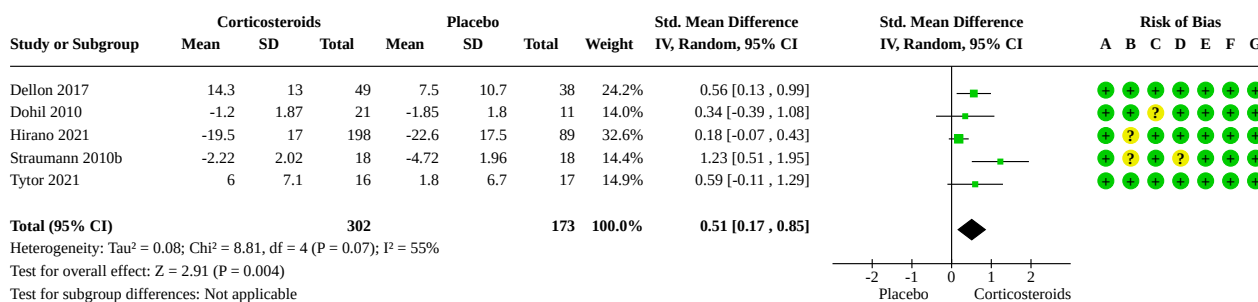 Corticosteroids Placebo Std. Mean Difference Std. Mean Difference Risk of Bias
Study or Subgroup Mean SD Total Mean SD Total Weight IV, Random, 95% CI IV, Random, 95% CI A B C D E F G
Dellon 2017 14.3 13 49 7.5 10.7 38 24.2% 0.56 [0.13 , 0.99] + + + + + + +
Dohil 2010 -1.2 1.87 21 -1.85 1.8 11 14.0% 0.34 [-0.39 , 1.08] + + ? + + + +
Hirano 2021 -19.5 17 198 -22.6 17.5 89 32.6% 0.18 [-0.07 , 0.43] + ? + + + + +
Straumann 2010b -2.22 2.02 18 -4.72 1.96 18 14.4% 1.23 [0.51 , 1.95] + ? + ? + + +
Tytor 2021 6 7.1 16 1.8 6.7 17 14.9% 0.59 [-0.11 , 1.29] + + + + + + +
Total (95% CI) 302 173 100.0% 0.51 [0.17 , 0.85]
Heterogeneity: Tau² = 0.08; Chi² = 8.81, df = 4 (P = 0.07); I² = 55%
Test for overall effect: Z = 2.91 (P = 0.004)
Test for subgroup differences: Not applicable
-2 -1 0 1 2
Placebo Corticosteroids